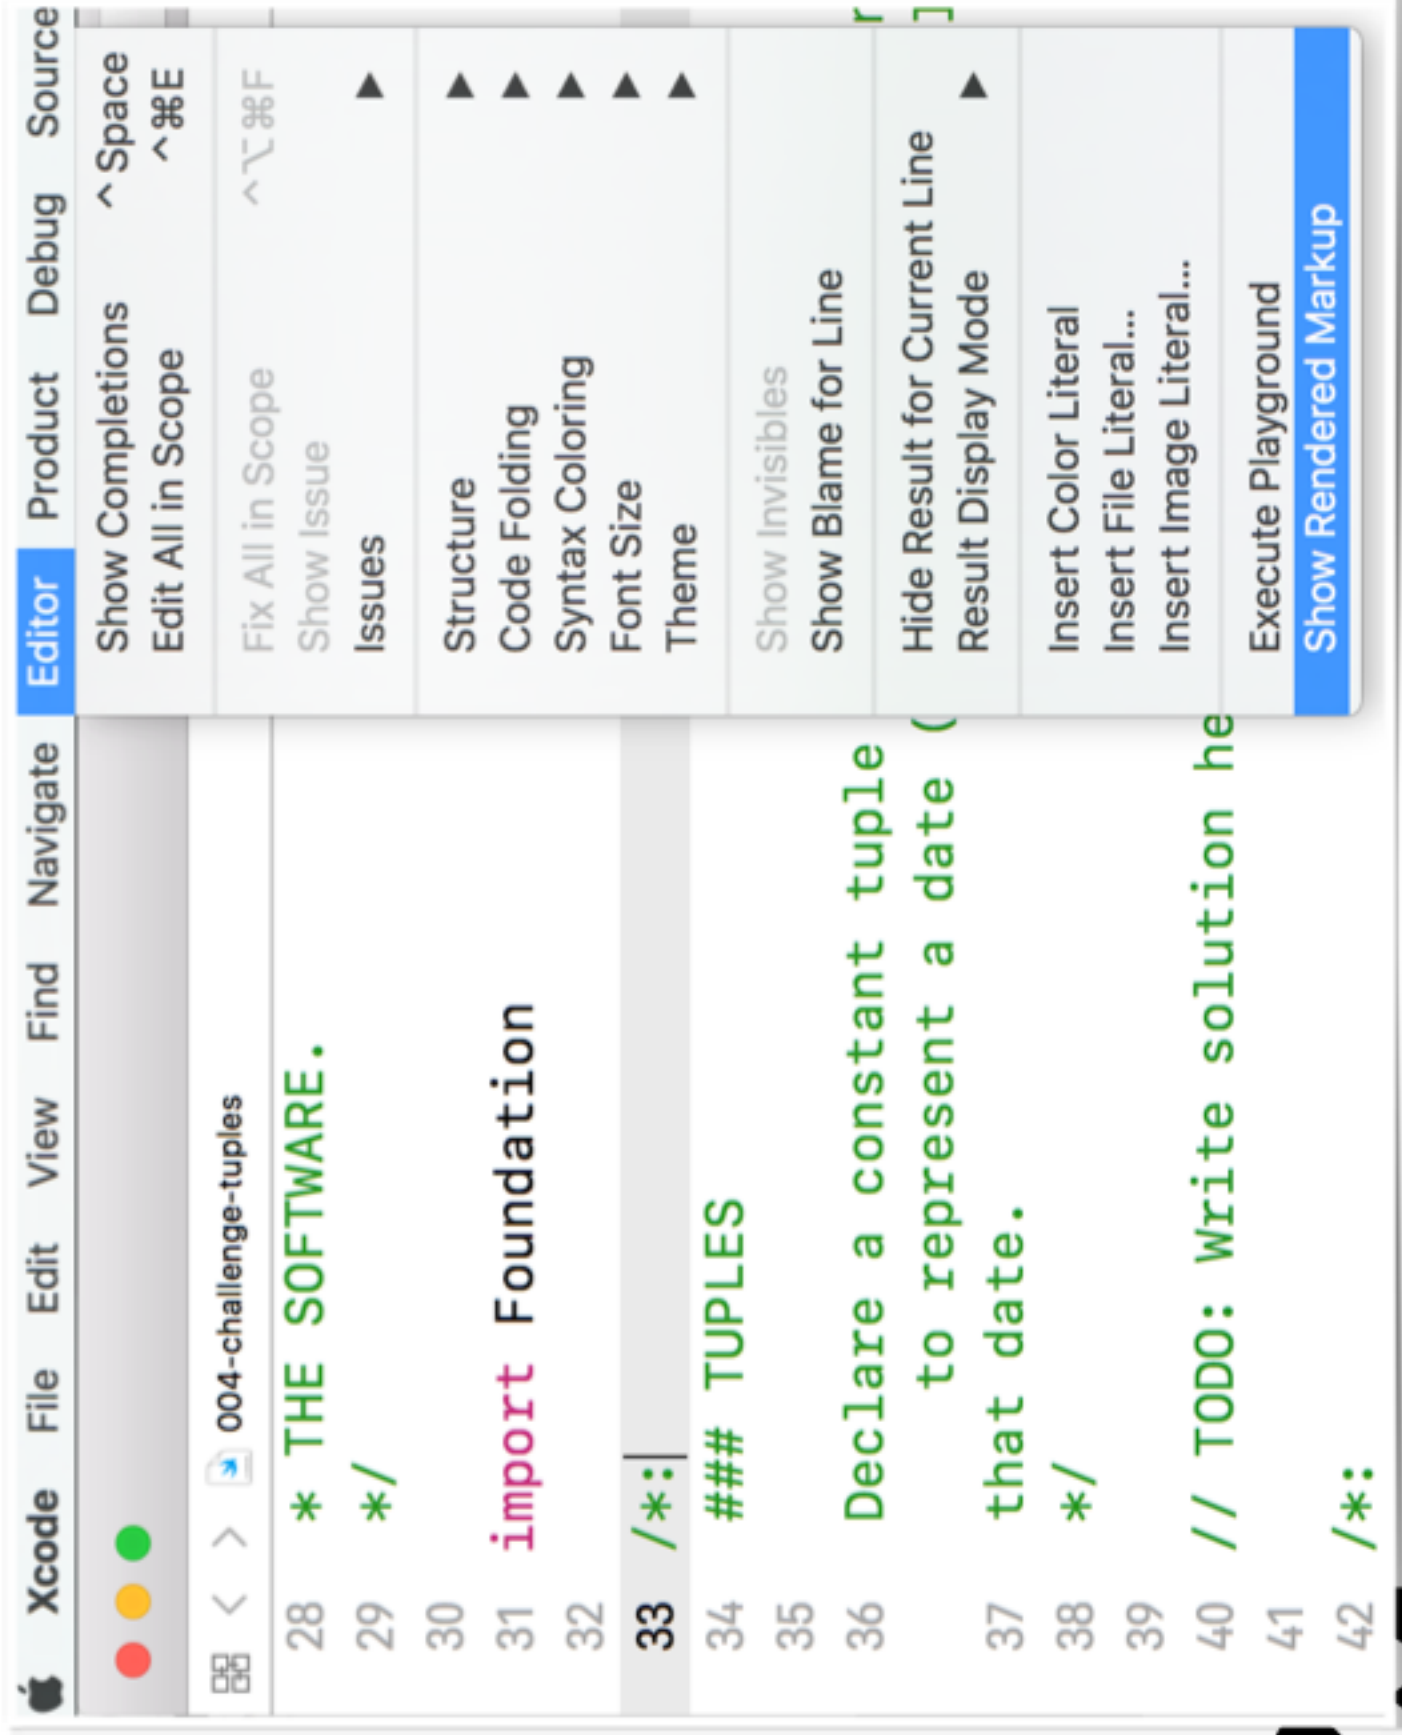 Xcode File Edit View Find Navigate Editor Product Debug Source
004-challenge-tuples
28 * THE SOFTWARE.
29 */
30
31 import Foundation
32
33 /*:
34 ### TUPLES
35
36 Declare a constant tuple
to represent a date (
37 that date.
38 */
39
40 // TODO: Write solution he
41
42 /*:
Show Completions ^Space
Edit All in Scope ^⌘E
Fix All in Scope ^⌥⌘F
Show Issue
Issues
Structure
Code Folding
Syntax Coloring
Font Size
Theme
Show Invisibles
Show Blame for Line
Hide Result for Current Line
Result Display Mode
Insert Color Literal
Insert File Literal...
Insert Image Literal...
Execute Playground
Show Rendered Markup